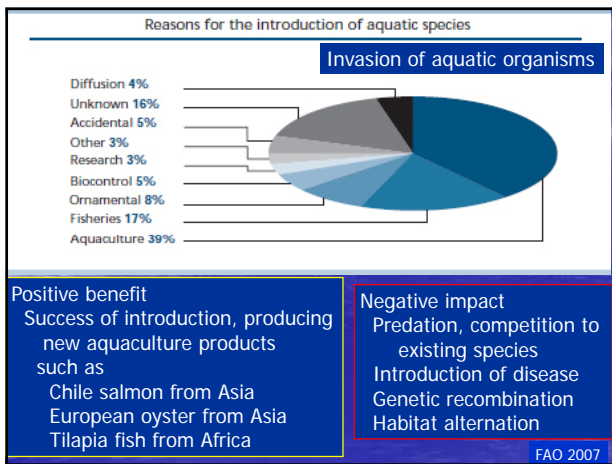 Reasons for the introduction of aquatic species
Invasion of aquatic organisms
Diffusion 4%
Unknown 16%
Accidental 5%
Other 3%
Research 3%
Biocontrol 5%
Ornamental 8%
Fisheries 17%
Aquaculture 39%
Positive benefit
Success of introduction, producing
new aquaculture products
such as
Chile salmon from Asia
European oyster from Asia
Tilapia fish from Africa
Negative impact
Predation, competition to
existing species
Introduction of disease
Genetic recombination
Habitat alternation
FAO 2007